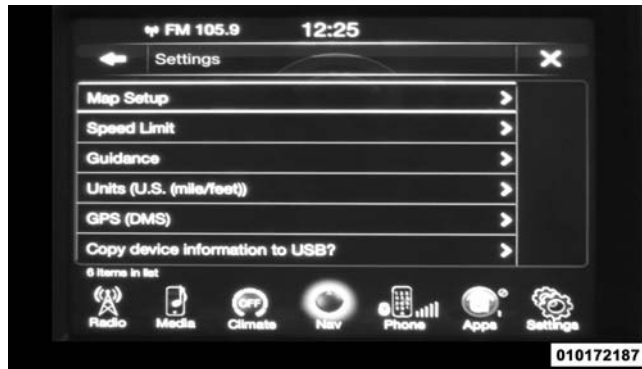 FM 105.9 12:25
Settings
Map Setup
Speed Limit
Guidance
Units (U.S. (mile/feet))
GPS (DMS)
Copy device information to USB?
6 items in list
OFF
Radio Media Climate Nav Phone Apps Settings
010172187